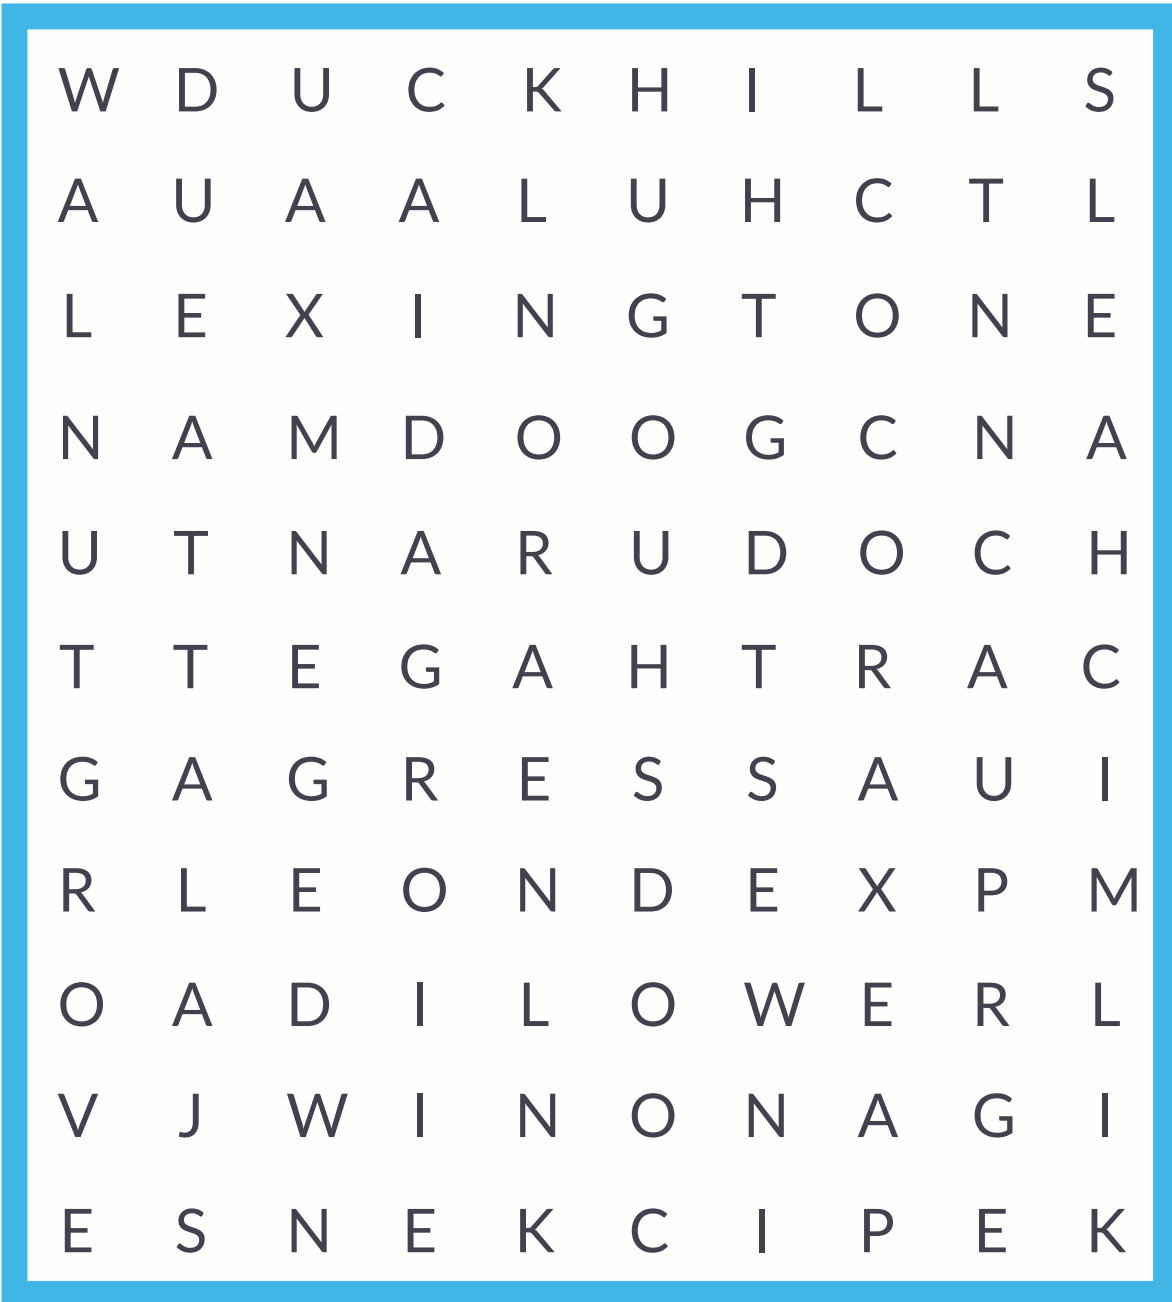 W D U C K H I L L S
A U A A L U H C T L
L E X I N G T O N E
N A M D O O G C N A
U T N A R U D O C H
T T E G A H T R A C
G A G R E S S A U I
R L E O N D E X P M
O A D I L O W E R L
V J W I N O N A G I
E S N E K C I P E K